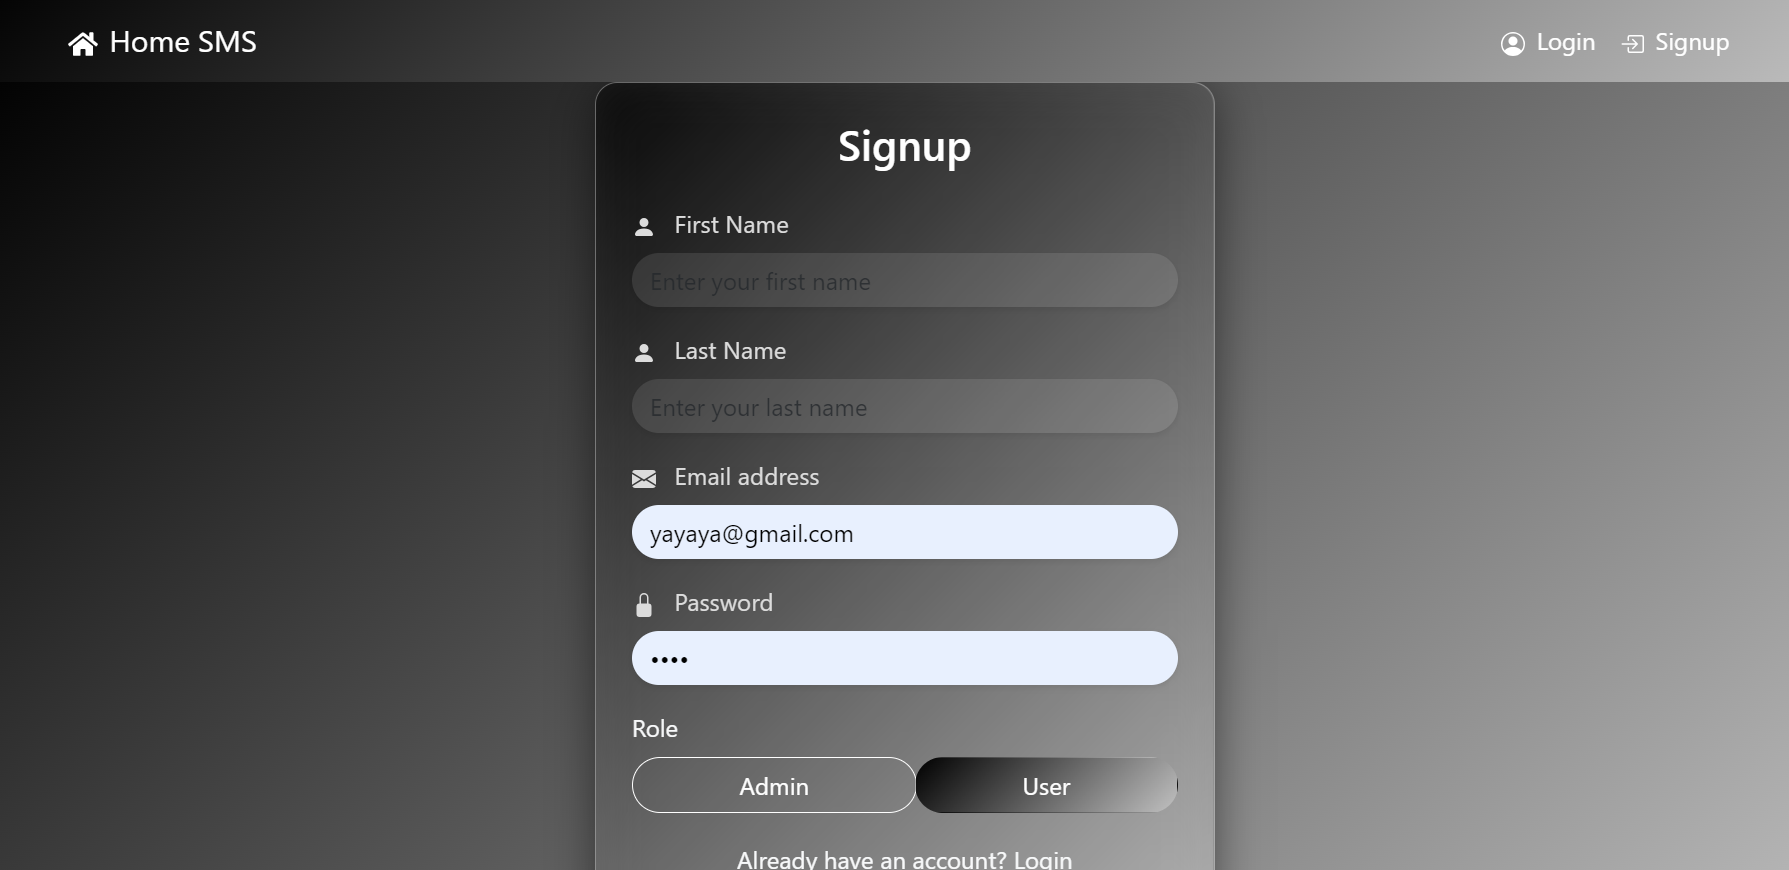 Home SMS
Login
Signup
Signup
First Name
Enter your first name
Last Name
Enter your last name
Email address
yayaya@gmail.com
Password
••••
Role
Admin
User
Already have an account? Login